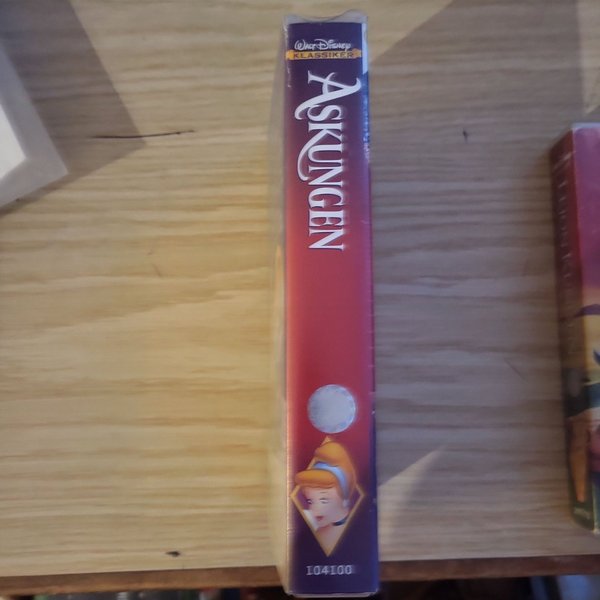 Walt Disney
KLASSIKER
ASKUNGEN
104100